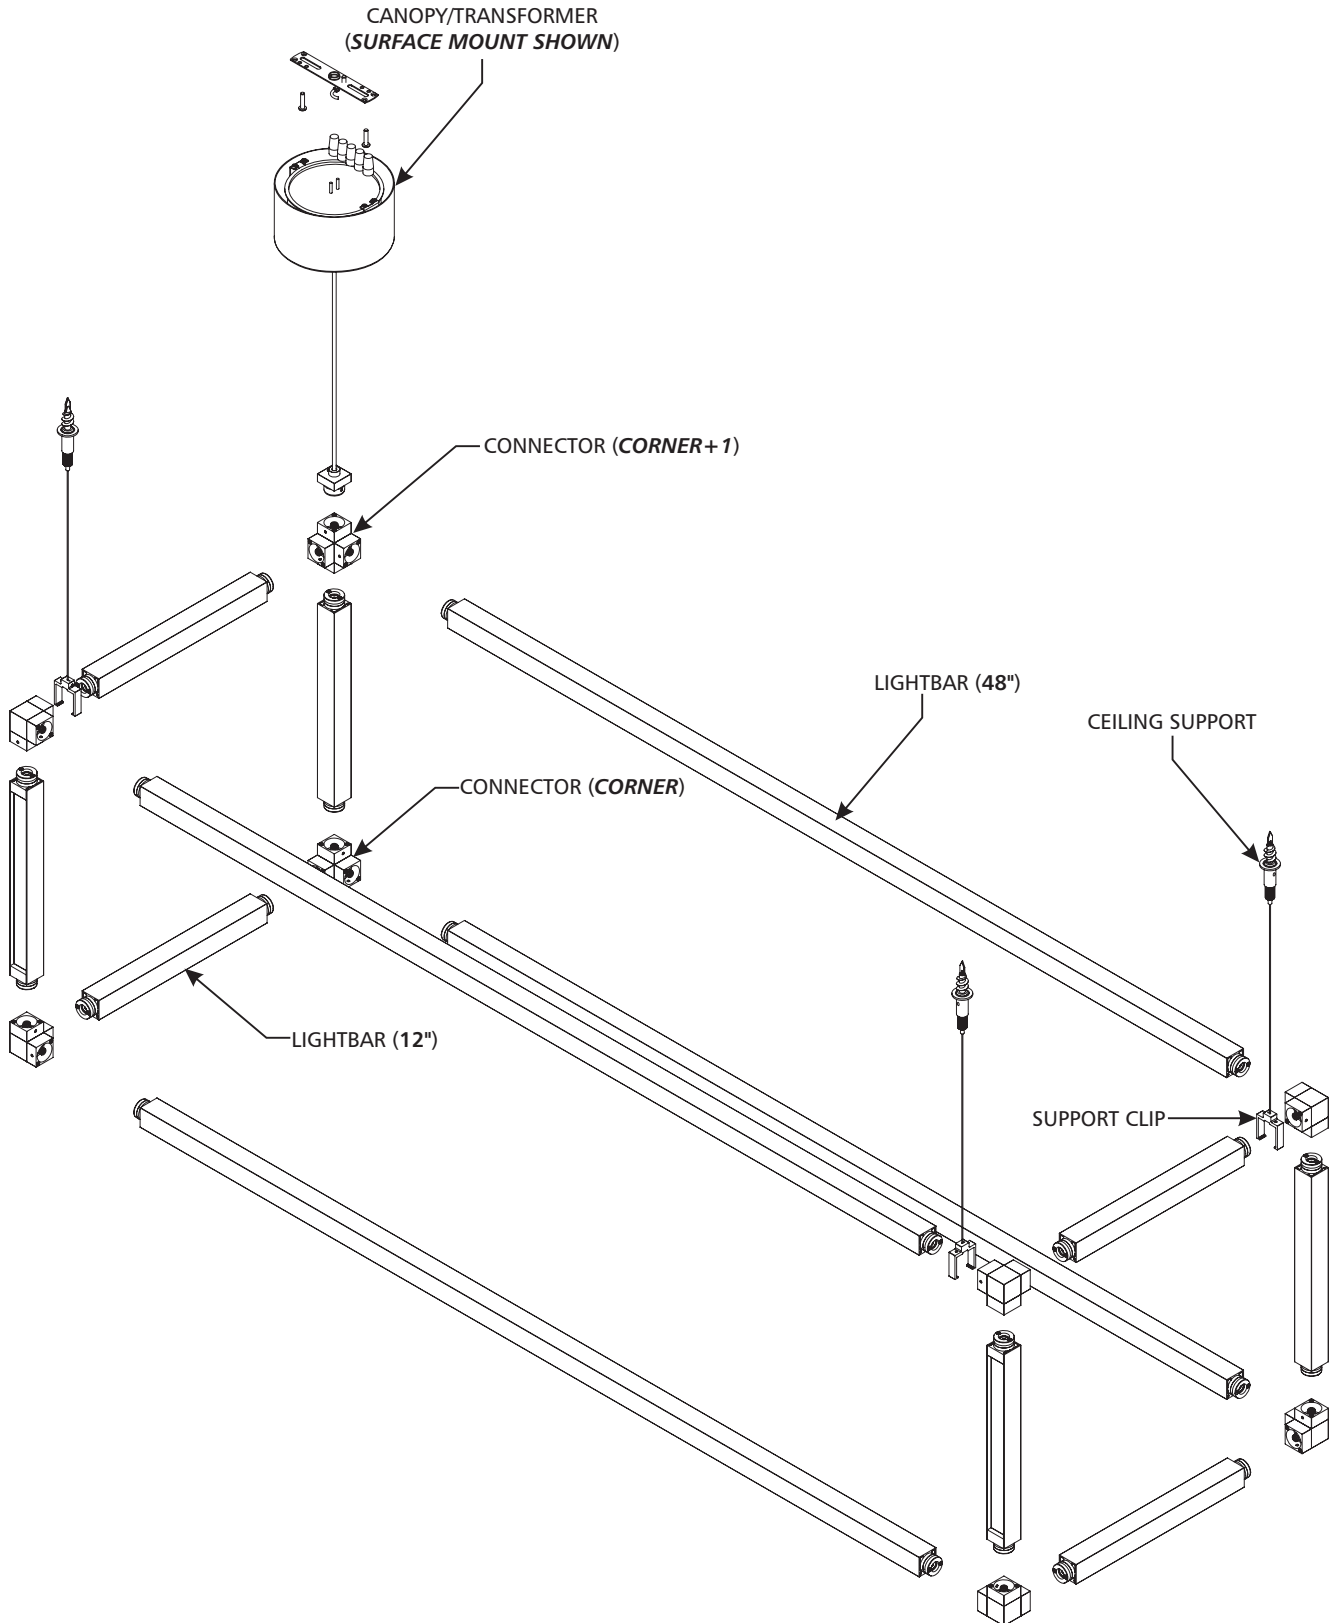 CANOPY/TRANSFORMER
(SURFACE MOUNT SHOWN)
CONNECTOR (CORNER+1)
LIGHTBAR (48")
CEILING SUPPORT
CONNECTOR (CORNER)
LIGHTBAR (12")
SUPPORT CLIP